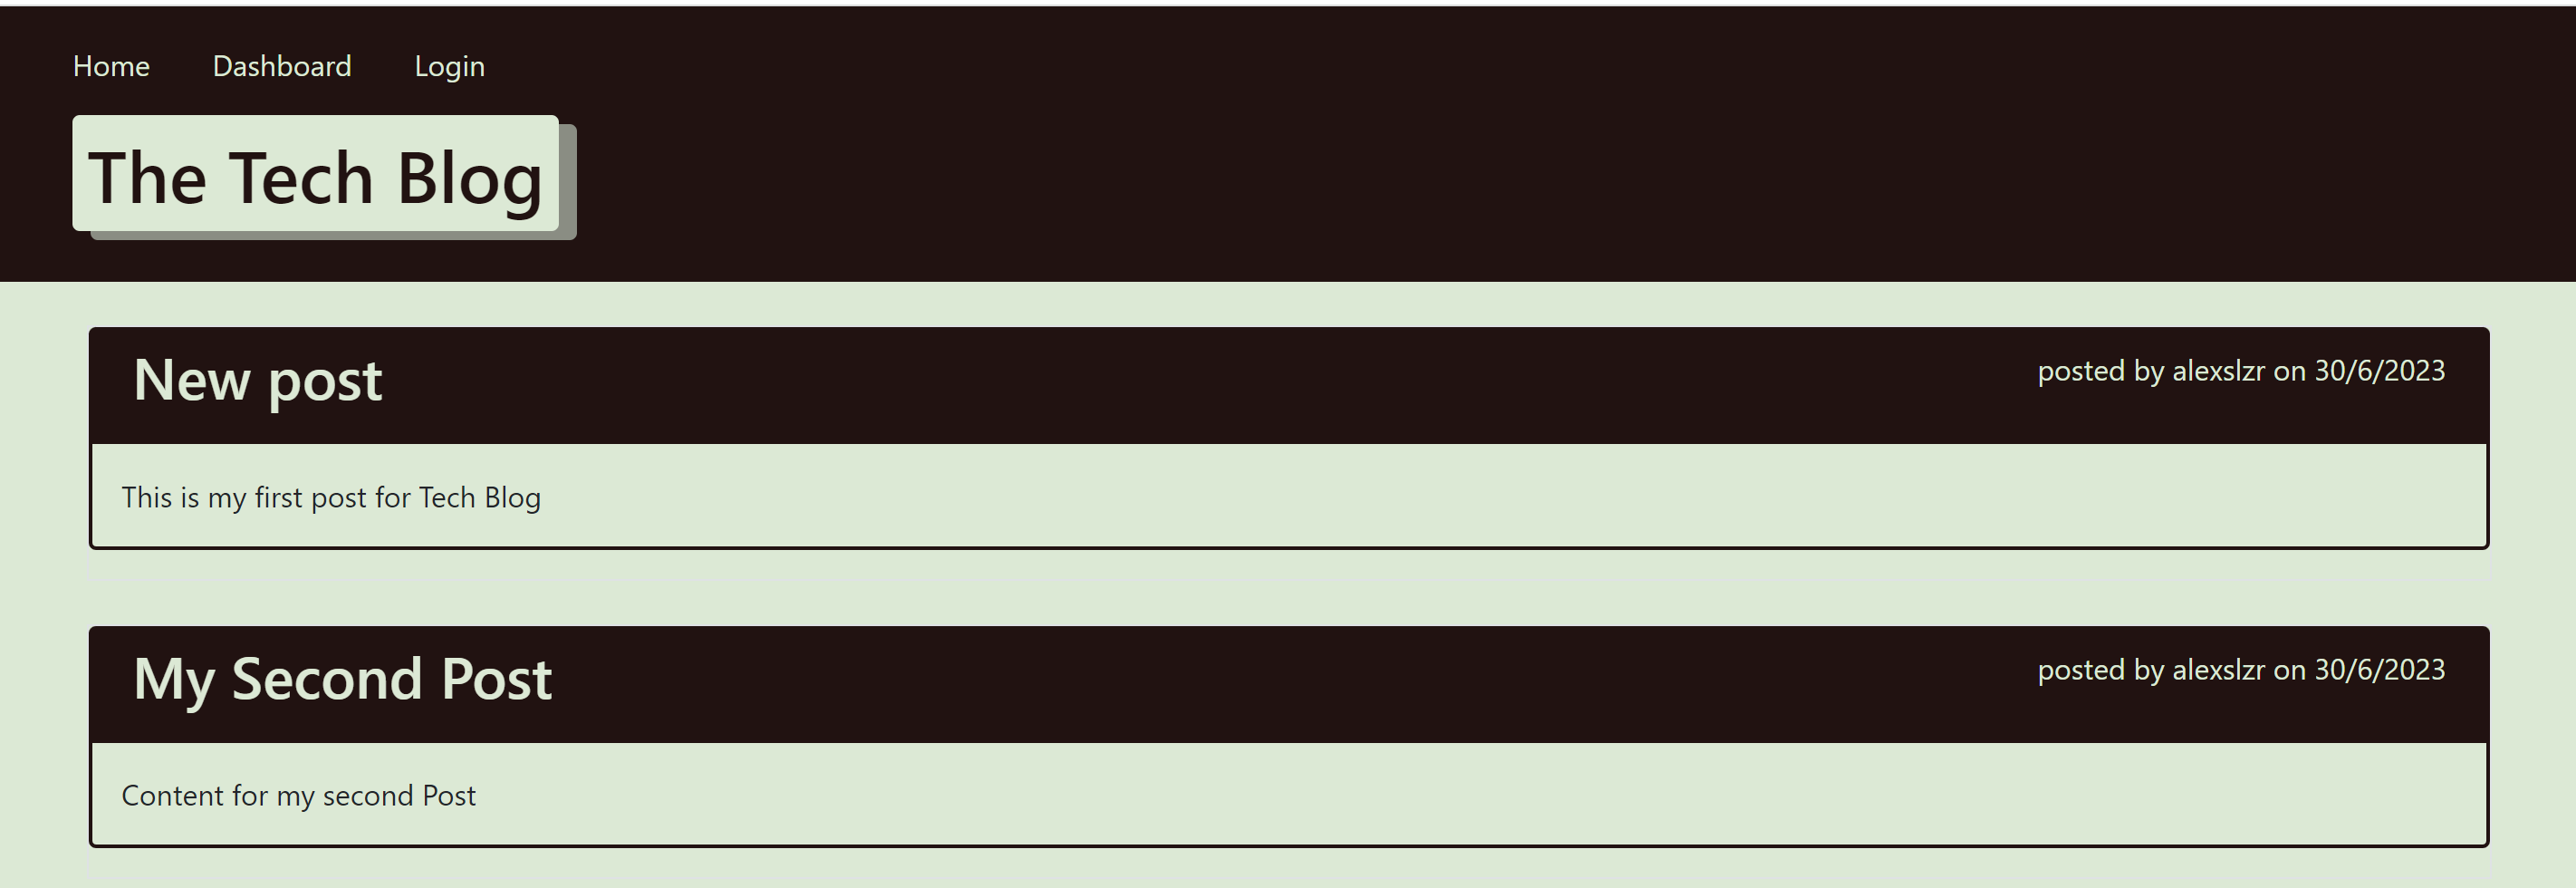 Home Dashboard Login
The Tech Blog
New post posted by alexslzr on 30/6/2023
This is my first post for Tech Blog
My Second Post posted by alexslzr on 30/6/2023
Content for my second Post